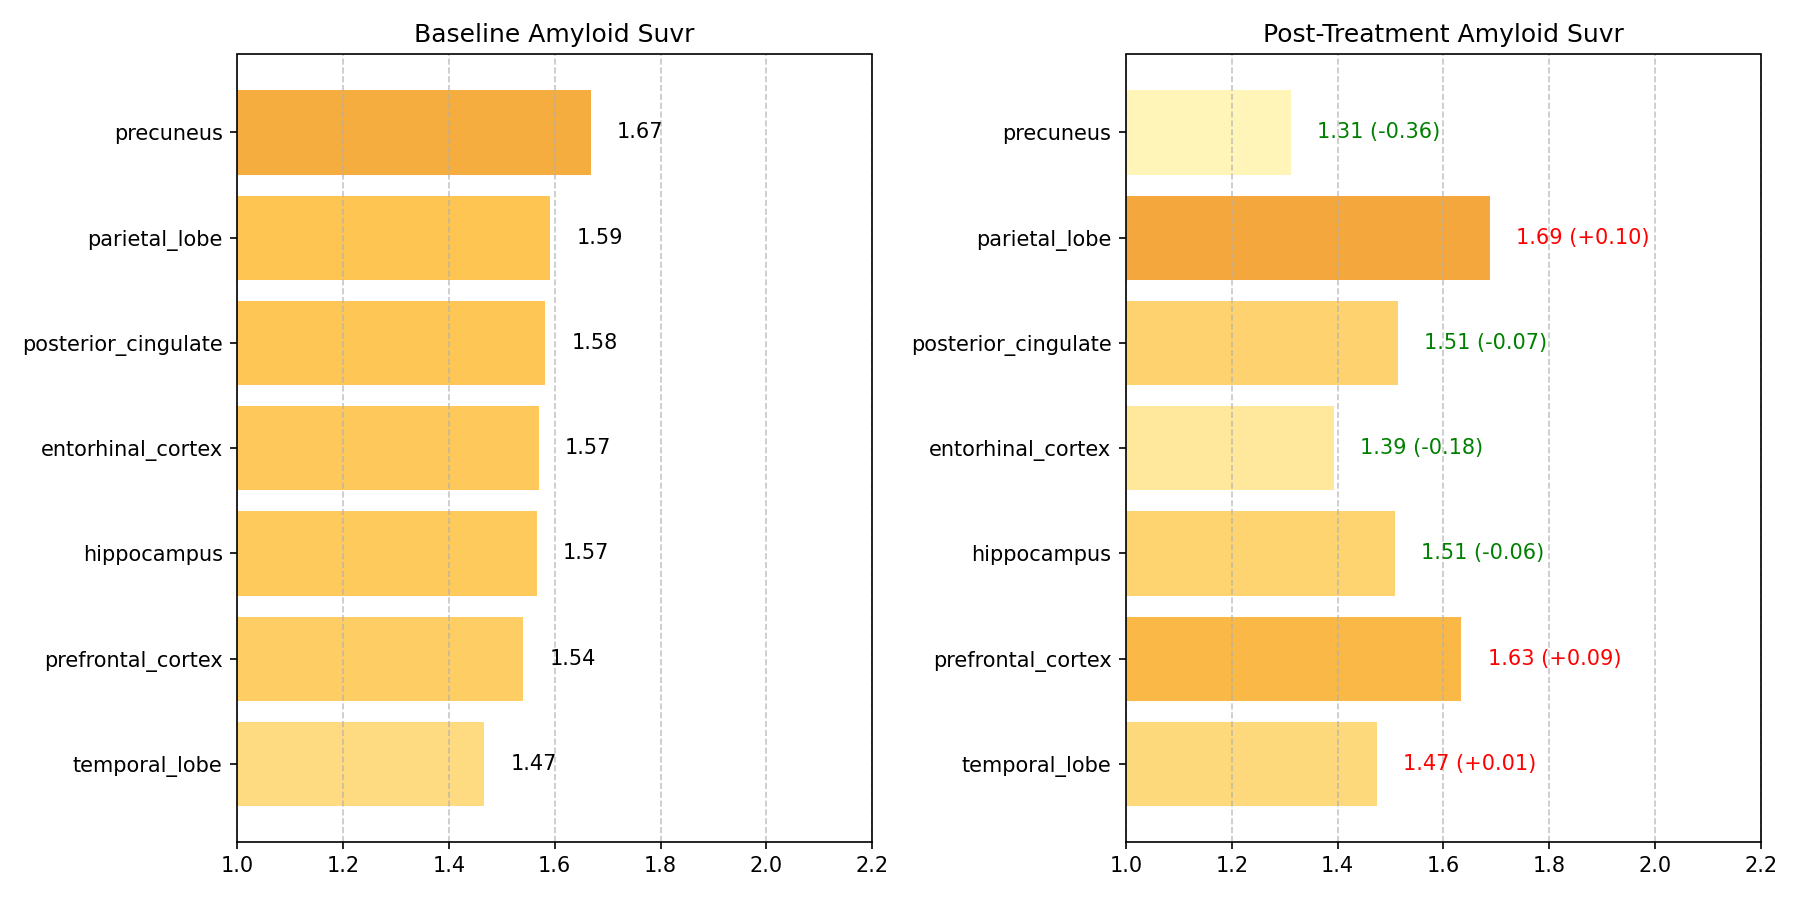 Baseline Amyloid Suvr
precuneus
1.67
parietal_lobe
1.59
posterior_cingulate
1.58
entorhinal_cortex
1.57
hippocampus
1.57
prefrontal_cortex
1.54
temporal_lobe
1.47
1.0 1.2 1.4 1.6 1.8 2.0 2.2
Post-Treatment Amyloid Suvr
precuneus
1.31 (-0.36)
parietal_lobe
1.69 (+0.10)
posterior_cingulate
1.51 (-0.07)
entorhinal_cortex
1.39 (-0.18)
hippocampus
1.51 (-0.06)
prefrontal_cortex
1.63 (+0.09)
temporal_lobe
1.47 (+0.01)
1.0 1.2 1.4 1.6 1.8 2.0 2.2